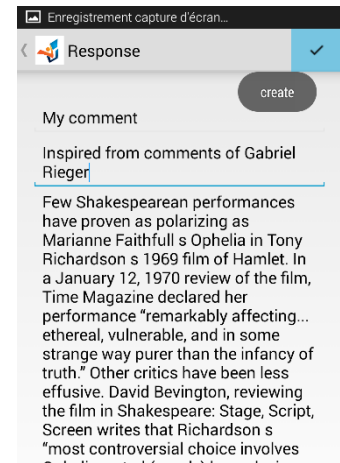 Enregistrement capture d'écran...
Response
create
My comment
Inspired from comments of Gabriel
Rieger
Few Shakespearean performances
have proven as polarizing as
Marianne Faithfull s Ophelia in Tony
Richardson s 1969 film of Hamlet. In
a January 12, 1970 review of the film,
Time Magazine declared her
performance “remarkably affecting...
ethereal, vulnerable, and in some
strange way purer than the infancy of
truth.” Other critics have been less
effusive. David Bevington, reviewing
the film in Shakespeare: Stage, Script,
Screen writes that Richardson s
“most controversial choice involves